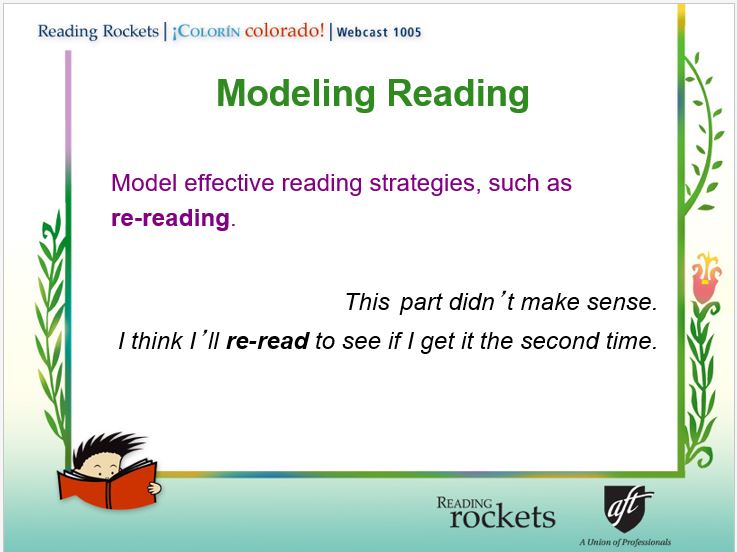 Reading Rockets | ¡COLORÍN colorado! | Webcast 1005
Modeling Reading
Model effective reading strategies, such as
re-reading.
This part didn’t make sense.
I think I’ll re-read to see if I get it the second time.
READING
rockets
aft
A Union of Professionals